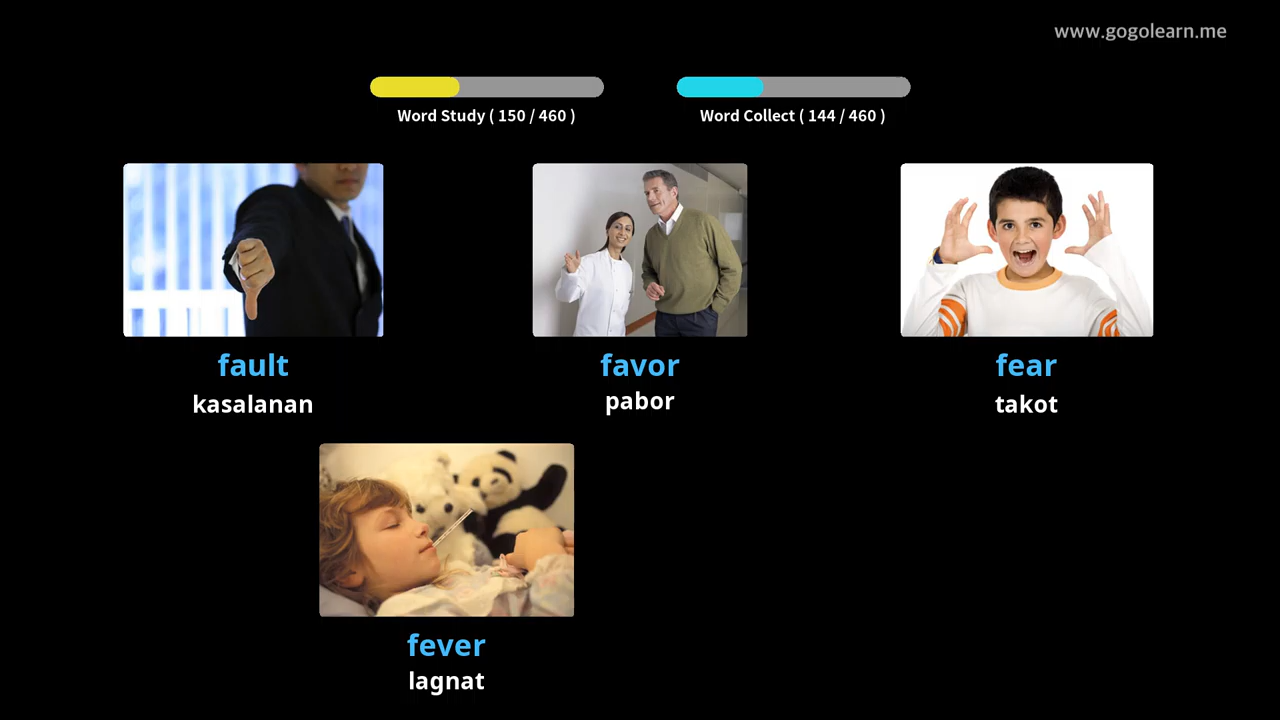 www.gogolearn.me
Word Study ( 150 / 460 )
Word Collect ( 144 / 460 )
fault
kasalanan
favor
pabor
fear
takot
fever
lagnat